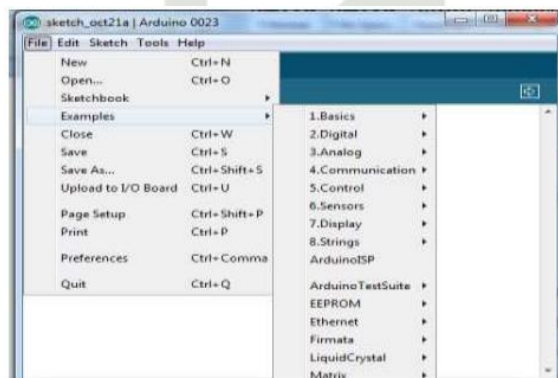 sketch_oct21a | Arduino 0023
File Edit Sketch Tools Help
New Ctrl+N
Open... Ctrl+O
Sketchbook
Examples
Close Ctrl+W
Save Ctrl+S
Save As... Ctrl+Shift+S
Upload to I/O Board Ctrl+U
Page Setup Ctrl+Shift+P
Print Ctrl+P
Preferences Ctrl+Comma
Quit Ctrl+Q
1.Basics
2.Digital
3.Analog
4.Communication
5.Control
6.Sensors
7.Display
8.Strings
ArduinoISP
ArduinoTestSuite
EEPROM
Ethernet
Firmata
LiquidCrystal
Matrix